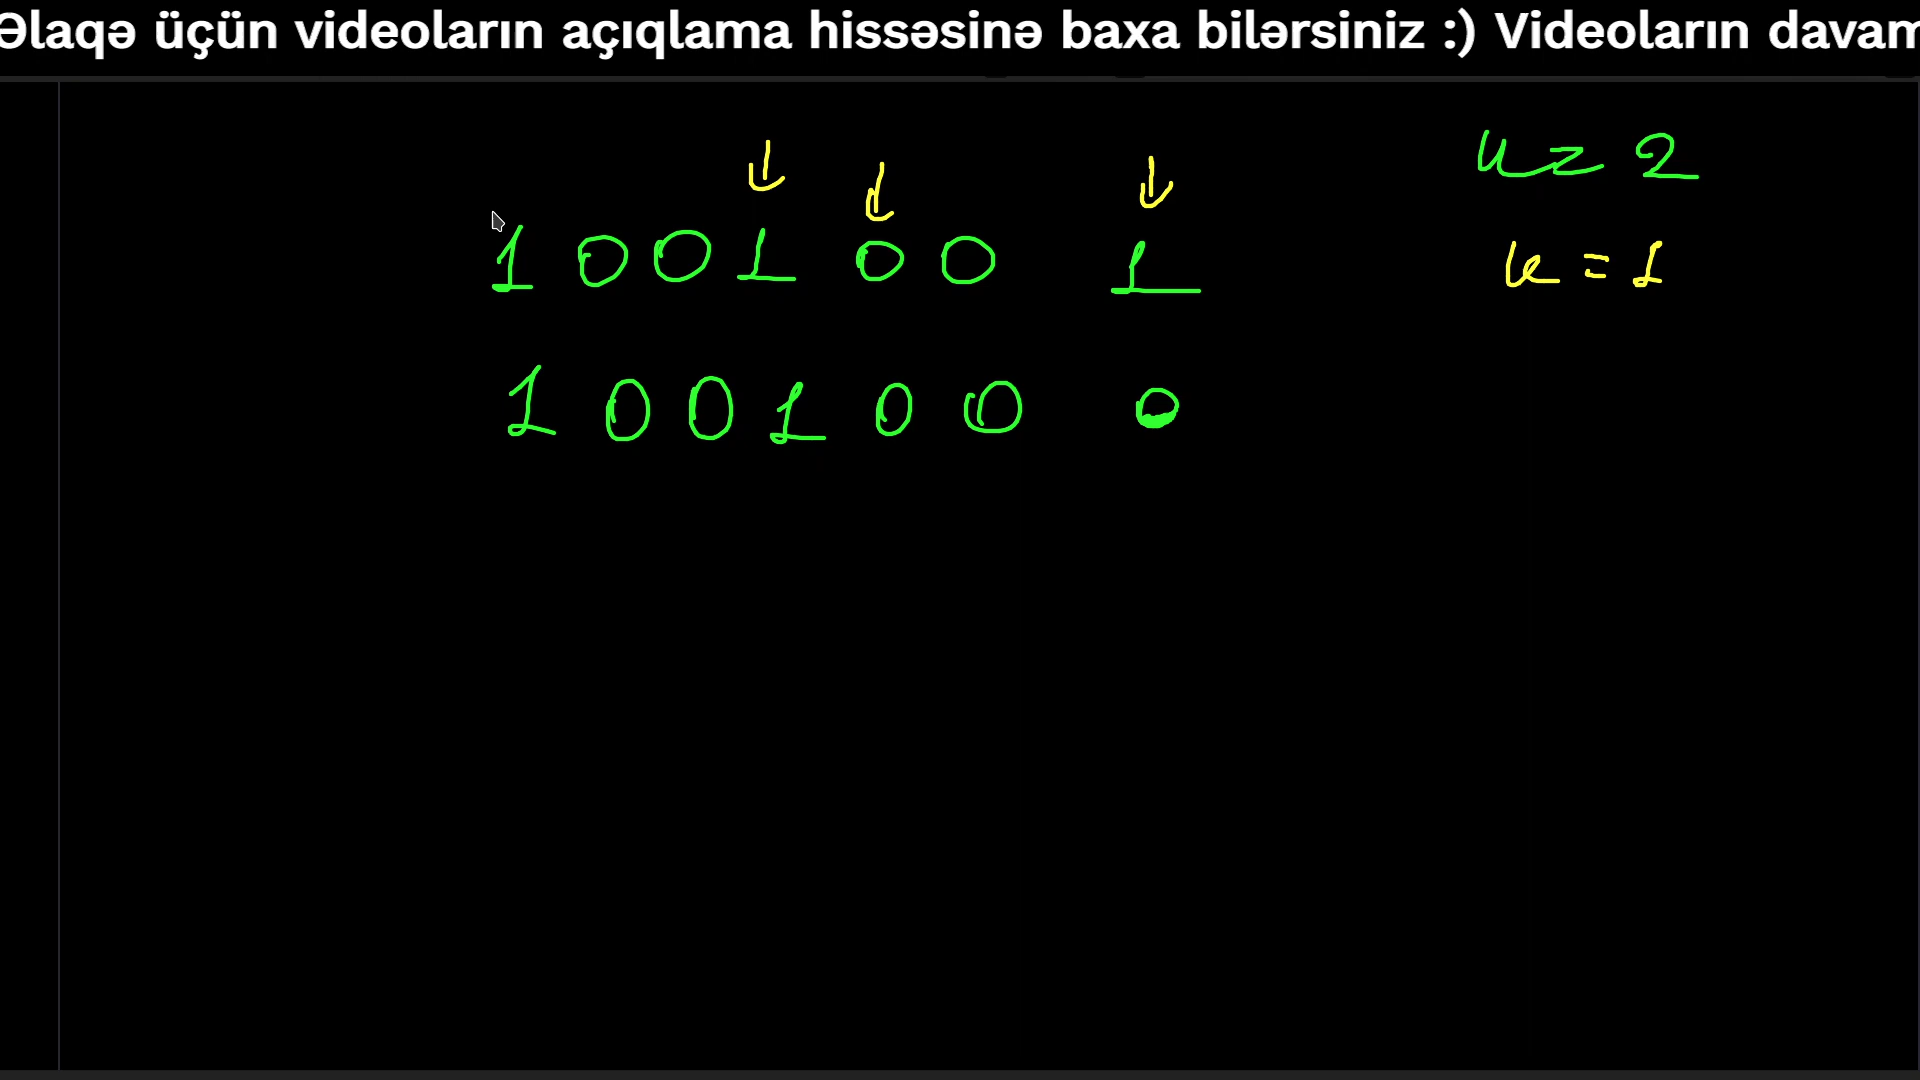 Əlaqə üçün videoların açıqlama hissəsinə baxa bilərsiniz :) Videoların davam
k = 2
1 0 0 1 0 0 1
k = 1
1 0 0 1 0 0 0